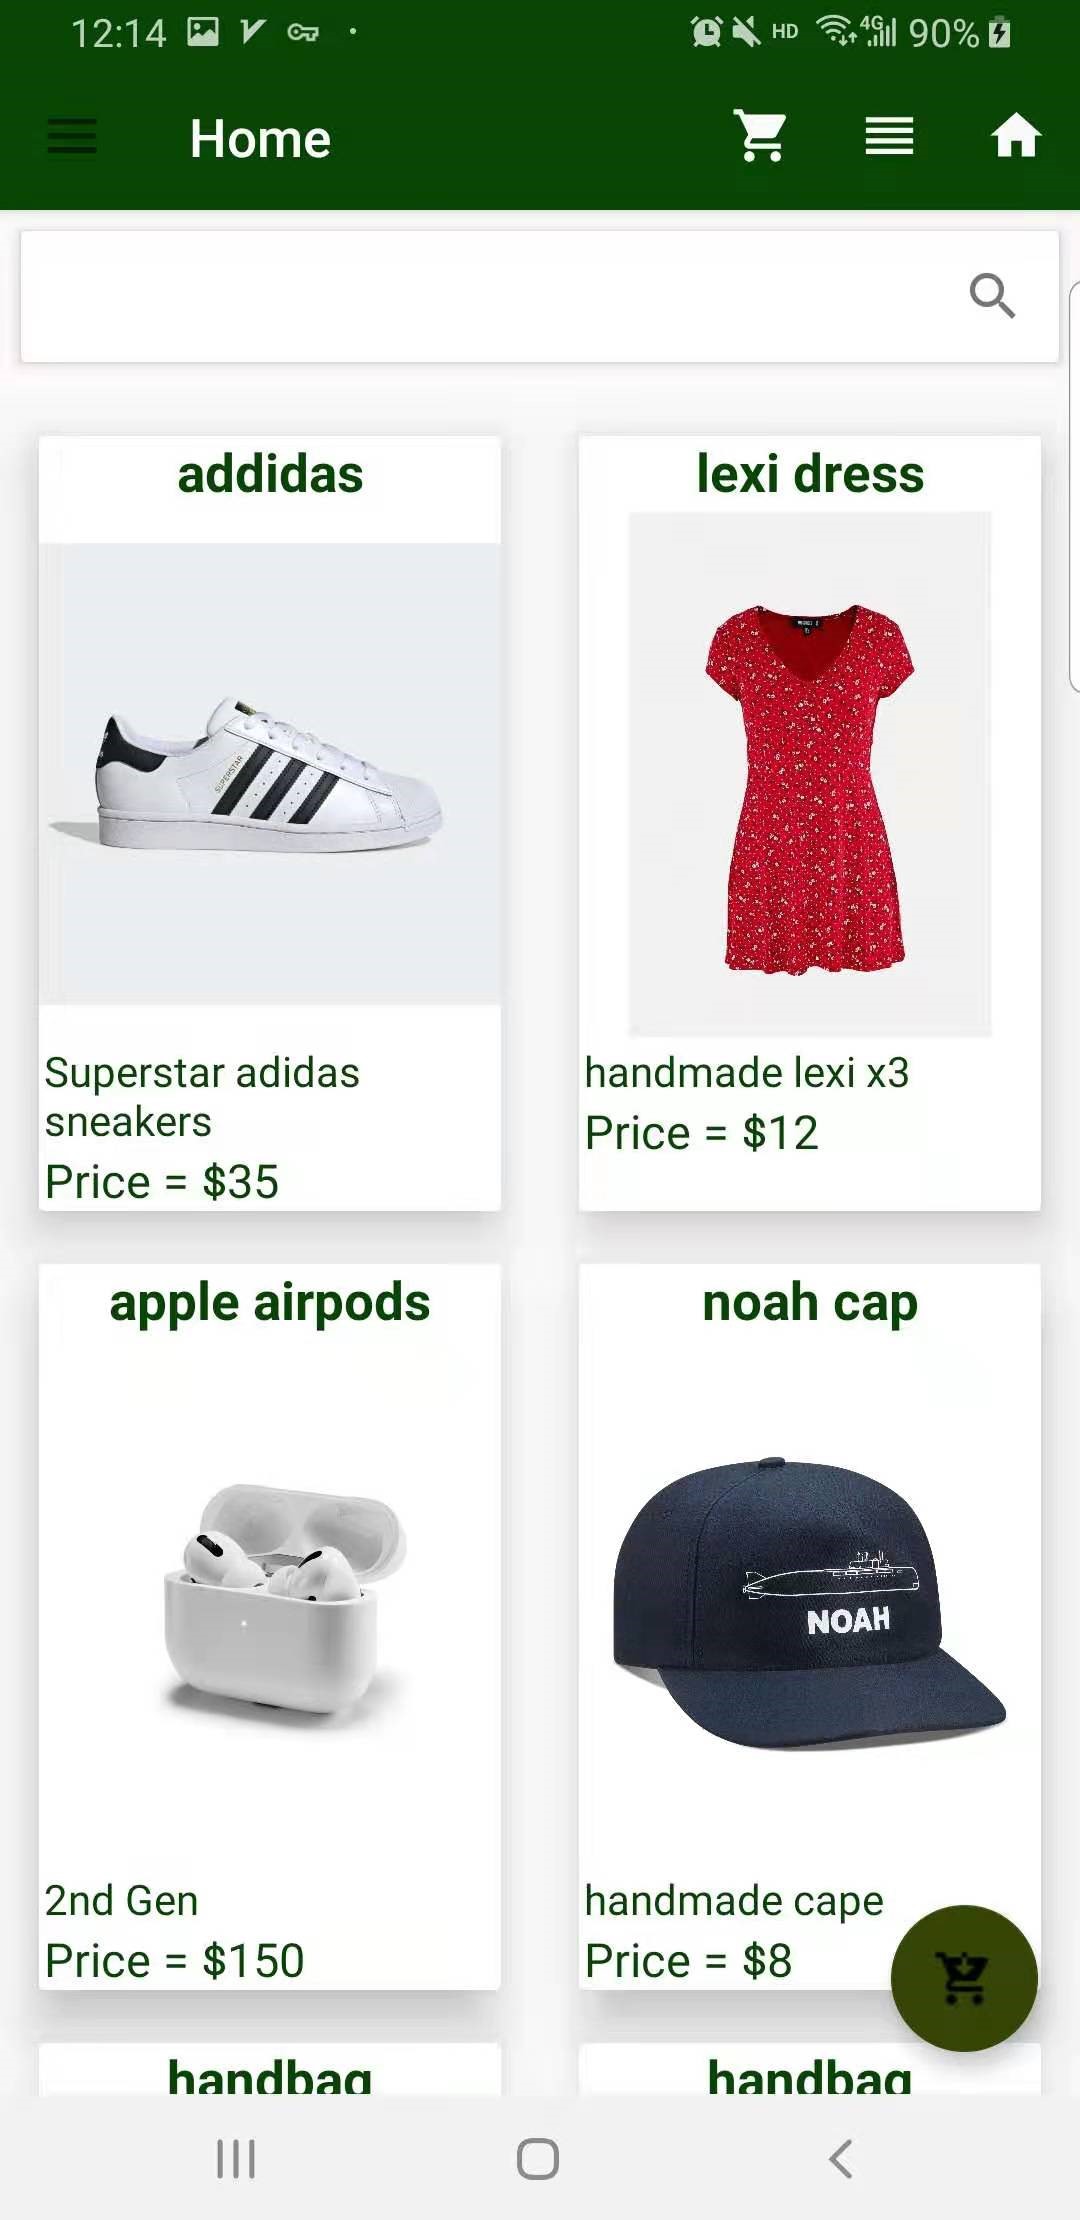 12:14
HD 4G 90%
Home
addidas
lexi dress
SUPERSTAR
Superstar adidas
sneakers
Price = $35
handmade lexi x3
Price = $12
apple airpods
noah cap
NOAH
2nd Gen
Price = $150
handmade cape
Price = $8
handbag
handbag